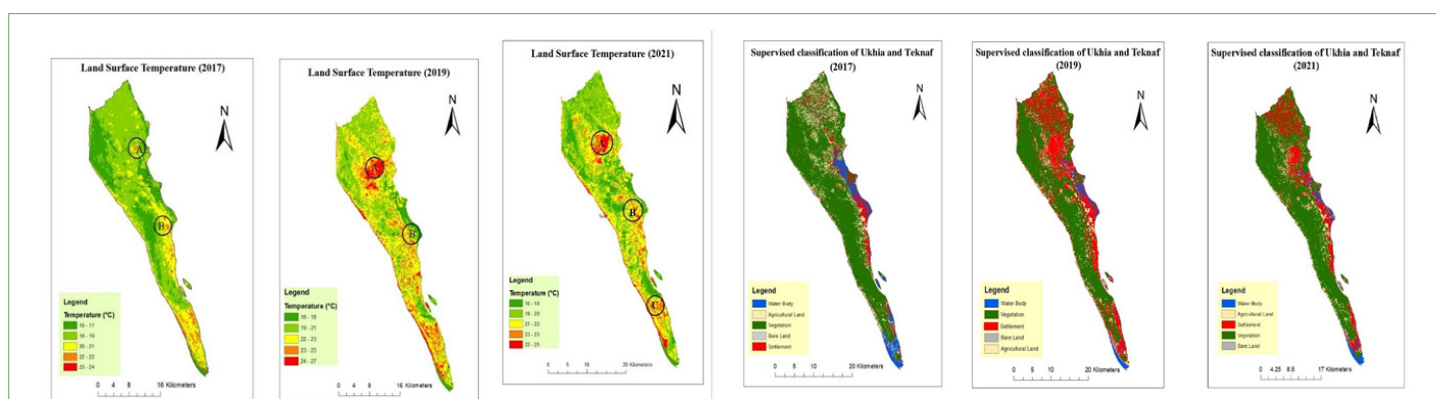 Land Surface Temperature (2017)
N
A
B
Legend
Temperature (°C)
16 - 17
18 - 19
20 - 21
22 - 22
23 - 24
0 4 8 16 Kilometers
Land Surface Temperature (2019)
N
A
B
Legend
Temperature (°C)
16 - 18
19 - 21
22 - 23
23 - 25
24 - 27
0 4 8 16 Kilometers
Land Surface Temperature (2021)
N
B
C
Legend
Temperature (°C)
16 - 18
19 - 20
21 - 22
23 - 23
0 5 10 20 Kilometers
Supervised classification of Ukhia and Teknaf
(2017)
N
Legend
Water Body
Agricultural Land
Vegetation
Bare Land
Settlement
0 5 10 20 Kilometers
Supervised classification of Ukhia and Teknaf
(2019)
N
Legend
Water Body
Vegetation
Settlement
Bare Land
Agricultural Land
0 5 10 20 Kilometers
Supervised classification of Ukhia and Teknaf
(2021)
N
Legend
Water Body
Agricultural Land
Settlement
Vegetation
Bare Land
0 4.25 8.5 17 Kilometers